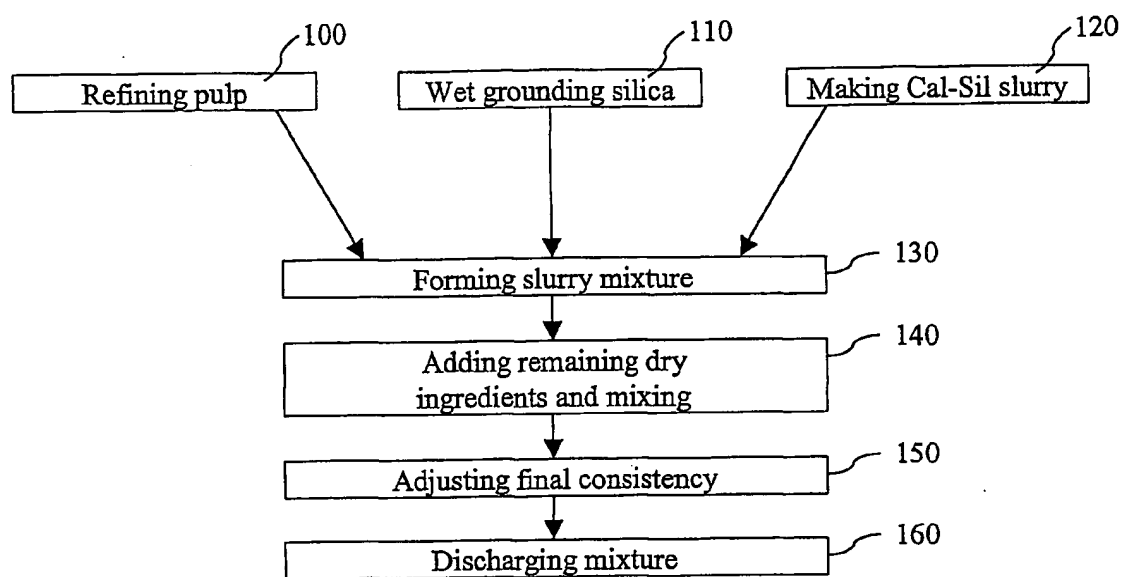 100
110
120
Refining pulp
Wet grounding silica
Making Cal-Sil slurry
130
Forming slurry mixture
140
Adding remaining dry
ingredients and mixing
150
Adjusting final consistency
160
Discharging mixture